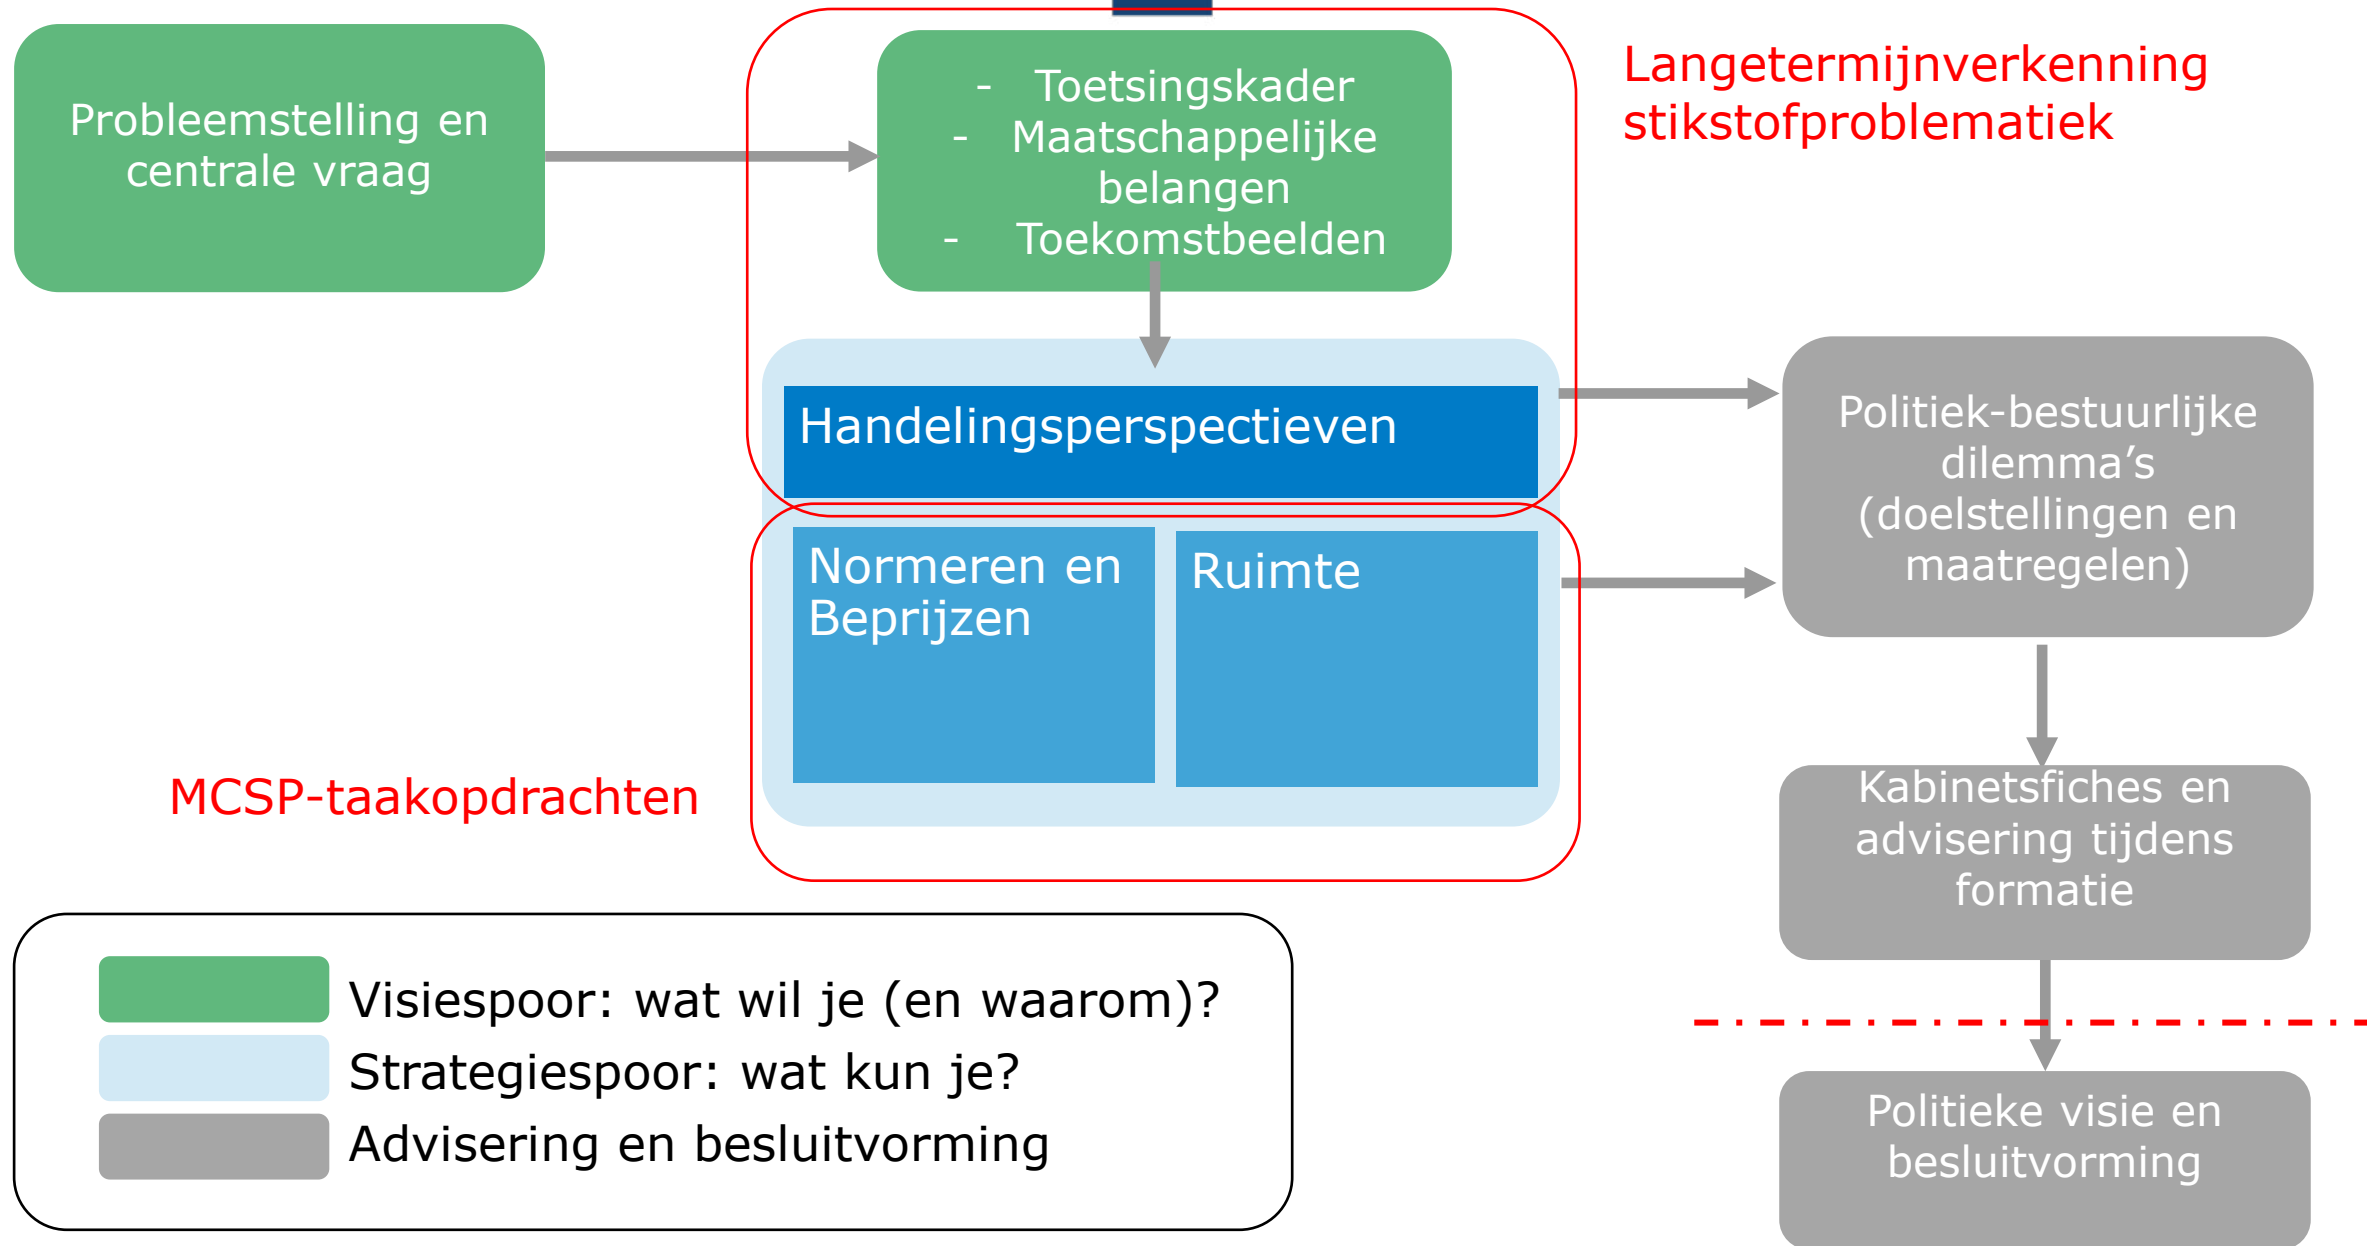 Probleemstelling en
centrale vraag
- Toetsingskader
- Maatschappelijke
belangen
- Toekomstbeelden
Langetermijnverkenning
stikstofproblematiek
Handelingsperspectieven
Normeren en
Beprijzen
Ruimte
Politiek-bestuurlijke
dilemma’s
(doelstellingen en
maatregelen)
MCSP-taakopdrachten
Kabinetsfiches en
advisering tijdens
formatie
Visiespoor: wat wil je (en waarom)?
Strategiespoor: wat kun je?
Advisering en besluitvorming
Politieke visie en
besluitvorming